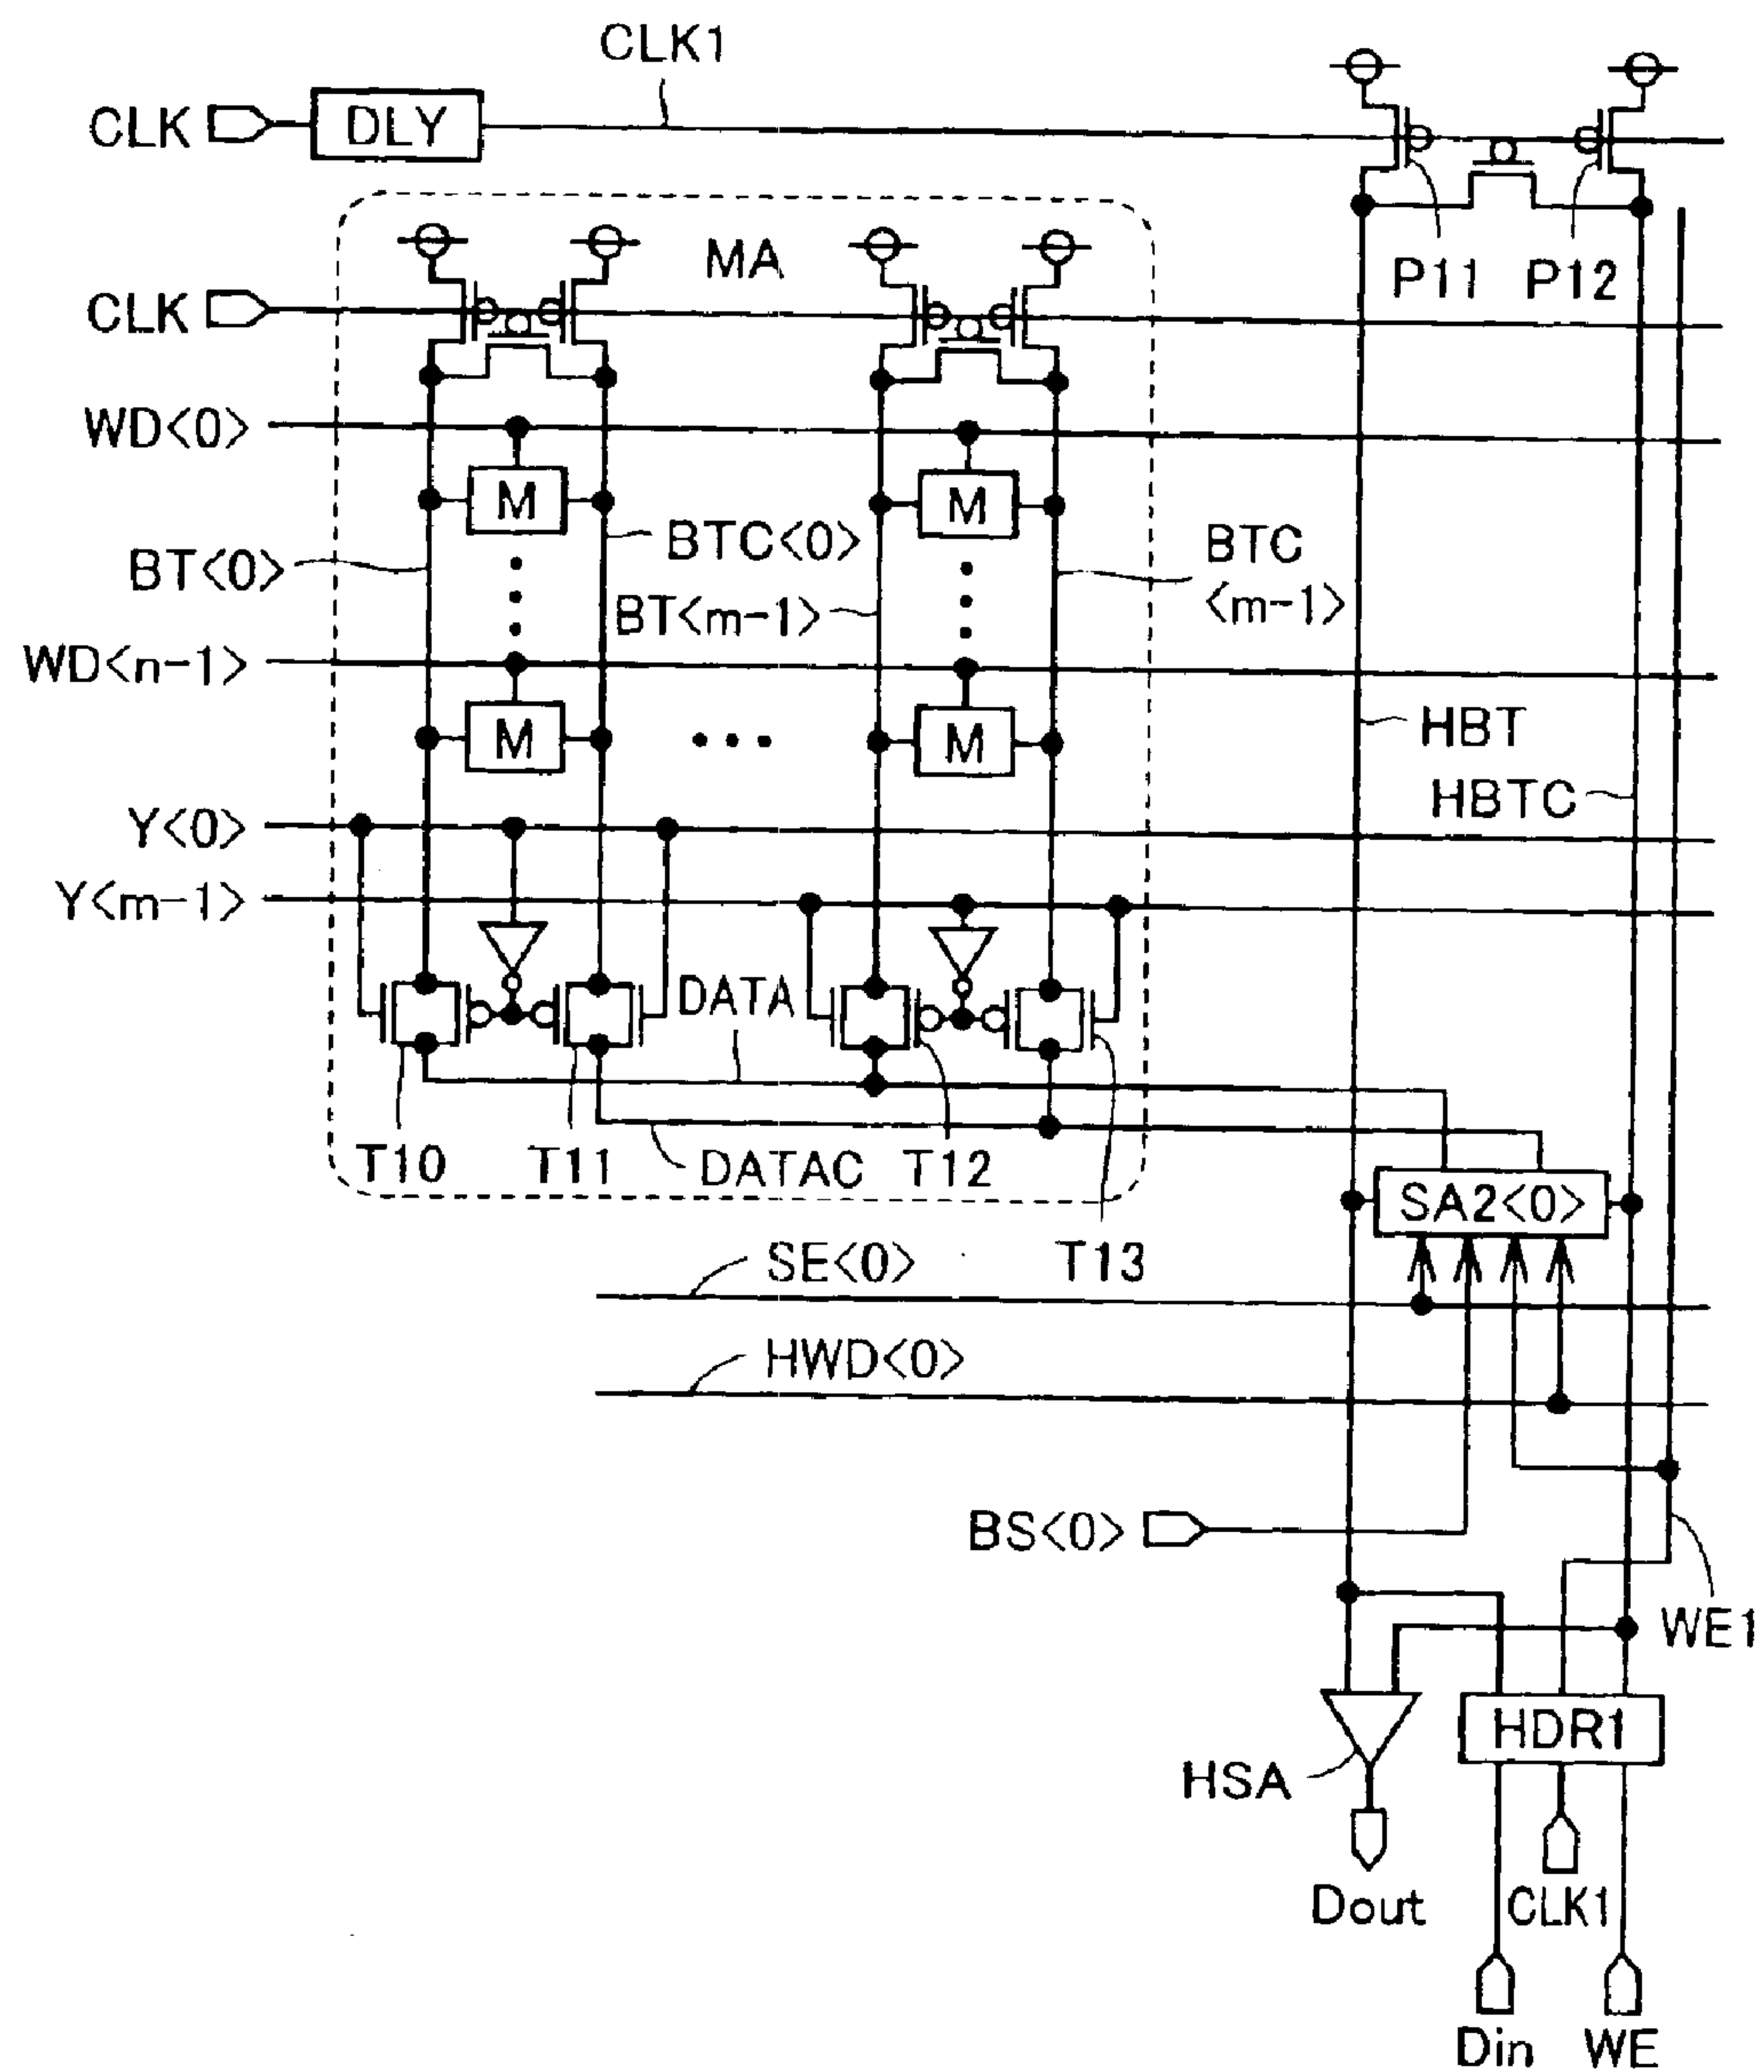 CLK1
CLK
DLY
P11
P12
MA
CLK
WD<0>
M
M
BT<0>
BTC<0>
BTC
<m-1>
BT<m-1>
WD<n-1>
M
M
HBT
HBTC
Y<0>
Y<m-1>
DATA
T10
T11
DATAC
T12
SA2<0>
SE<0>
T13
HWD<0>
BS<0>
WE1
HDR1
HSA
Dout
CLK1
Din
WE